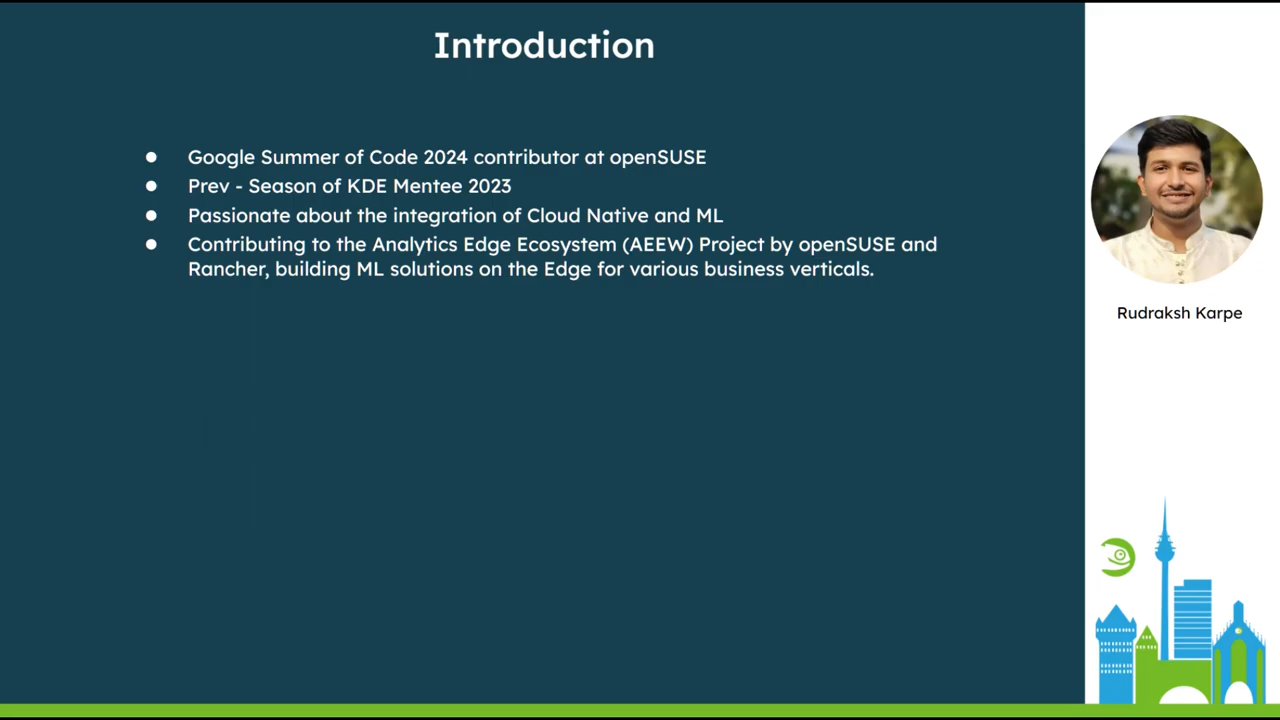 Introduction
● Google Summer of Code 2024 contributor at openSUSE
● Prev - Season of KDE Mentee 2023
● Passionate about the integration of Cloud Native and ML
● Contributing to the Analytics Edge Ecosystem (AEEW) Project by openSUSE and
Rancher, building ML solutions on the Edge for various business verticals.
Rudraksh Karpe